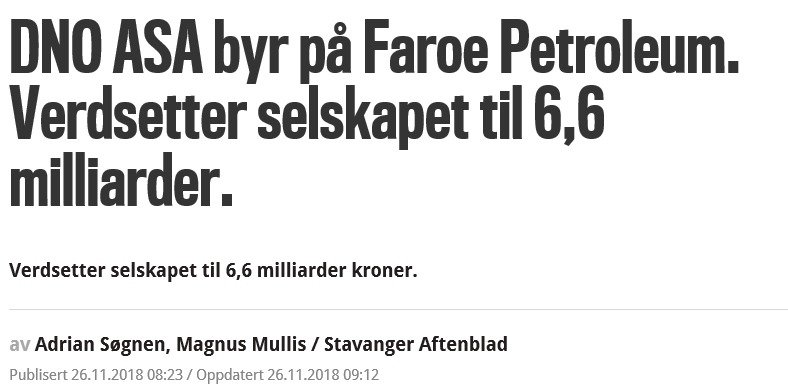 DNO ASA byr på Faroe Petroleum.
Verdsetter selskapet til 6,6
milliarder.
Verdsetter selskapet til 6,6 milliarder kroner.
av Adrian Søgnen, Magnus Mullis / Stavanger Aftenblad
Publisert 26.11.2018 08:23 / Oppdatert 26.11.2018 09:12